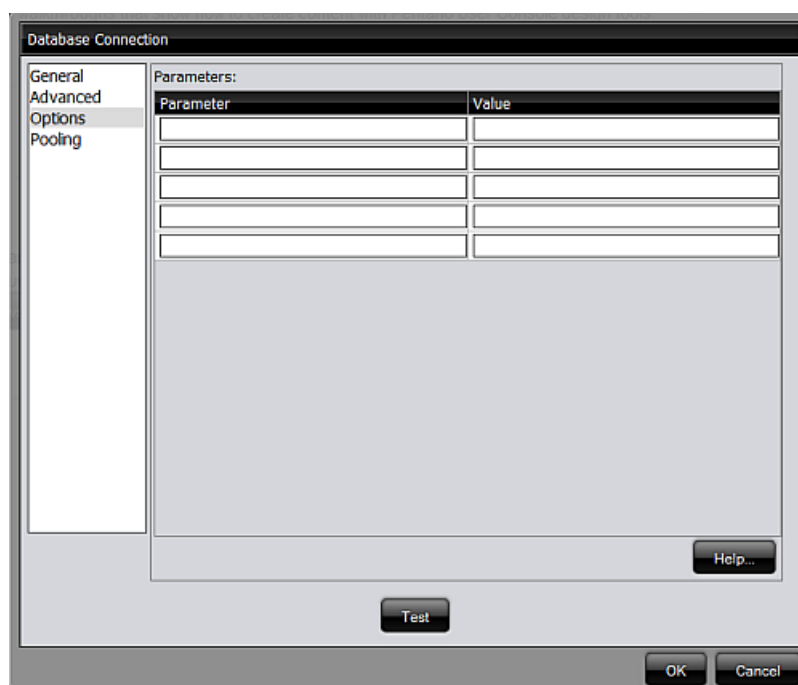 Database Connection
General
Advanced
Options
Pooling
Parameters:
Parameter Value
Help...
Test
OK Cancel